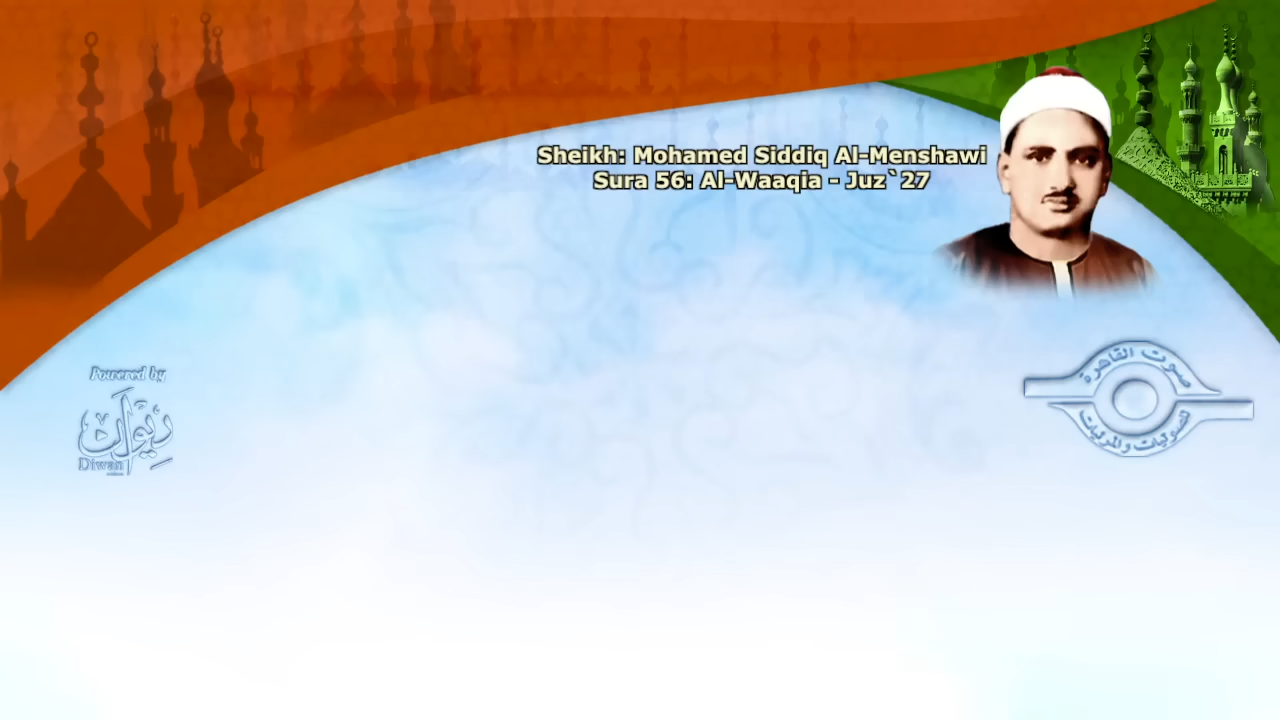 Sheikh: Mohamed Siddiq Al-Menshawi
Sura 56: Al-Waaqia - Juz`27
Powered by
ديوان
Diwan
صوت القاهرة
للصوتيات والمرئيات